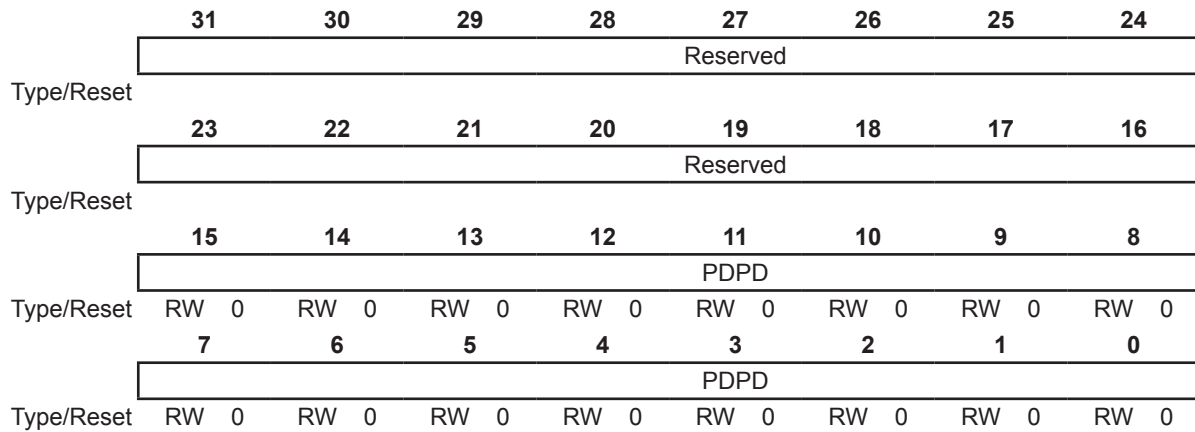 31 30 29 28 27 26 25 24
Reserved
Type/Reset
23 22 21 20 19 18 17 16
Reserved
Type/Reset
15 14 13 12 11 10 9 8
PDPD
Type/Reset RW 0 RW 0 RW 0 RW 0 RW 0 RW 0 RW 0 RW 0
7 6 5 4 3 2 1 0
PDPD
Type/Reset RW 0 RW 0 RW 0 RW 0 RW 0 RW 0 RW 0 RW 0